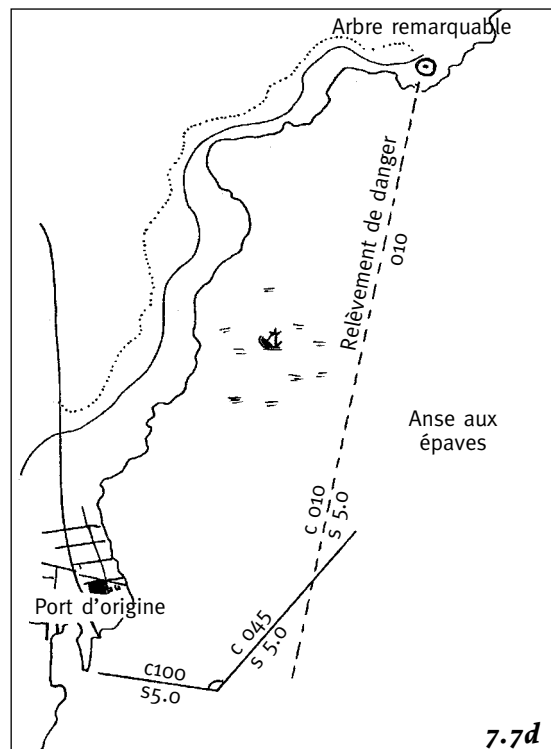 Arbre remarquable
Relèvement de danger
010
Anse aux
épaves
C 010
S 5.0
C 045
S 5.0
Port d'origine
C100
S5.0
7.7d